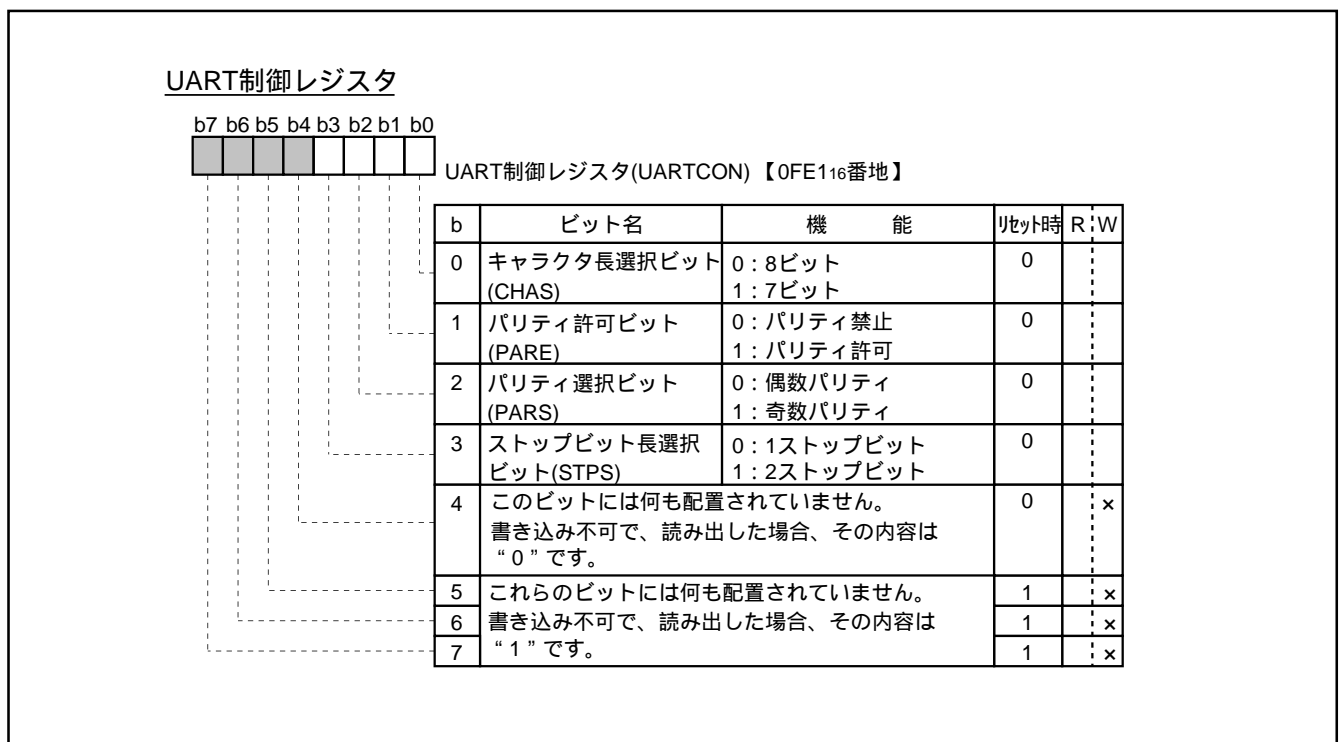 UART制御レジスタ
b7 b6 b5 b4 b3 b2 b1 b0
UART制御レジスタ(UARTCON)【0FE1₁₆番地】
b ビット名 機 能 ﾘｾｯﾄ時 R W
0 キャラクタ長選択ビット 0：8ビット 0
(CHAS) 1：7ビット
1 パリティ許可ビット 0：パリティ禁止 0
(PARE) 1：パリティ許可
2 パリティ選択ビット 0：偶数パリティ 0
(PARS) 1：奇数パリティ
3 ストップビット長選択 0：1ストップビット 0
ビット(STPS) 1：2ストップビット
4 このビットには何も配置されていません。 0 ×
書き込み不可で、読み出した場合、その内容は
“0”です。
5 これらのビットには何も配置されていません。 1 ×
6 書き込み不可で、読み出した場合、その内容は 1 ×
7 “1”です。 1 ×